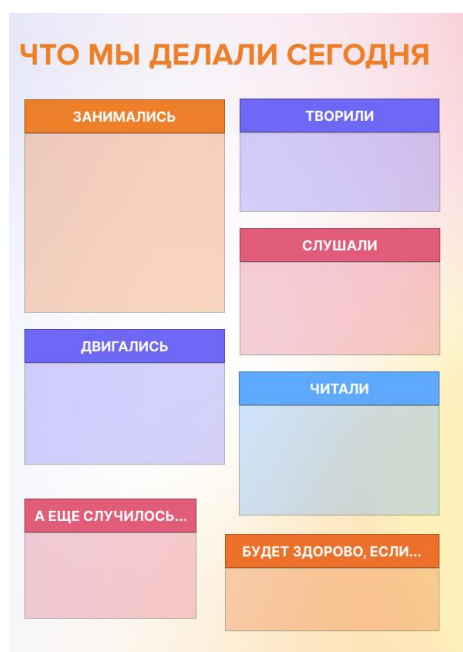 ЧТО МЫ ДЕЛАЛИ СЕГОДНЯ
ЗАНИМАЛИСЬ
ТВОРИЛИ
СЛУШАЛИ
ДВИГАЛИСЬ
ЧИТАЛИ
А ЕЩЕ СЛУЧИЛОСЬ...
БУДЕТ ЗДОРОВО, ЕСЛИ...